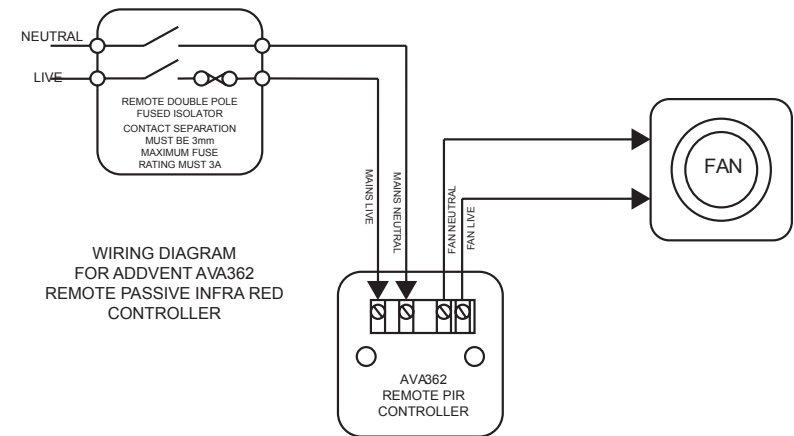 NEUTRAL
LIVE
REMOTE DOUBLE POLE
FUSED ISOLATOR
CONTACT SEPARATION
MUST BE 3mm
MAXIMUM FUSE
RATING MUST 3A
MAINS LIVE
MAINS NEUTRAL
FAN NEUTRAL
FAN LIVE
FAN
WIRING DIAGRAM
FOR ADDVENT AVA362
REMOTE PASSIVE INFRA RED
CONTROLLER
AVA362
REMOTE PIR
CONTROLLER